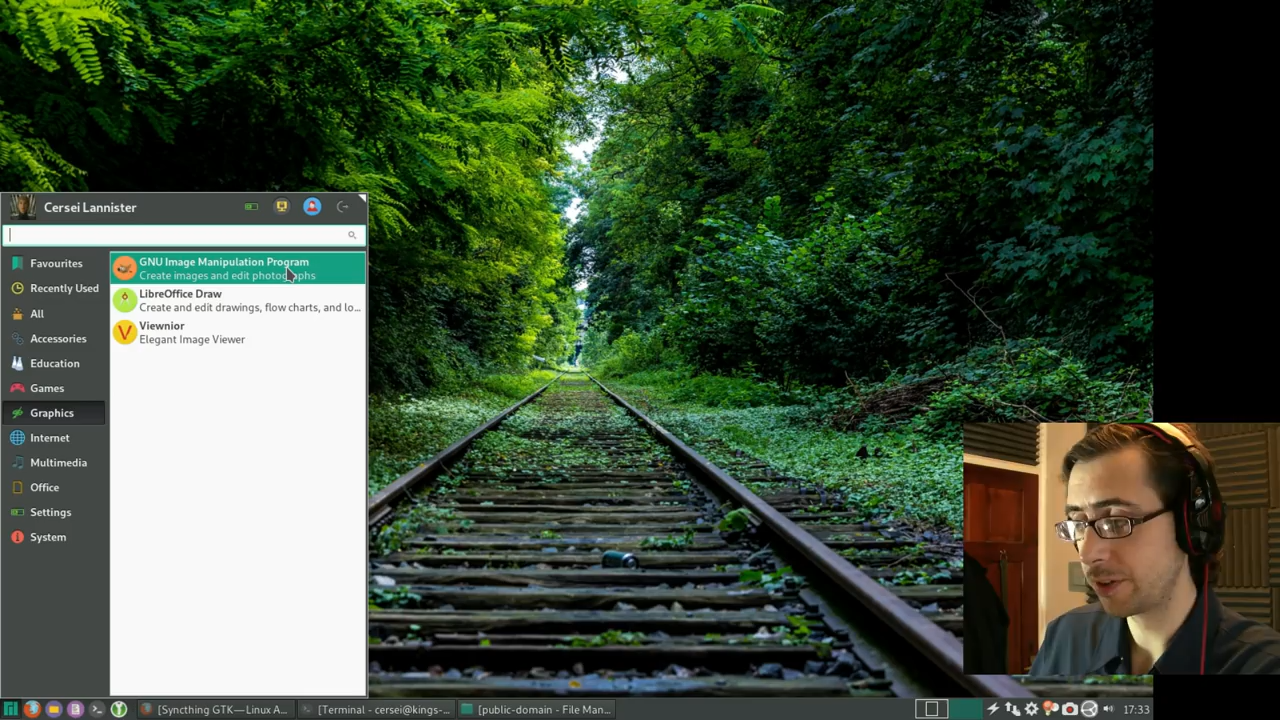 Cersei Lannister
Favourites
Recently Used
All
Accessories
Education
Games
Graphics
Internet
Multimedia
Office
Settings
System
GNU Image Manipulation Program
Create images and edit photographs
LibreOffice Draw
Create and edit drawings, flow charts, and lo...
Viewnior
Elegant Image Viewer
[Syncthing GTK — Linux A...
[Terminal - cersei@kings-...
[public-domain - File Man...
17:33